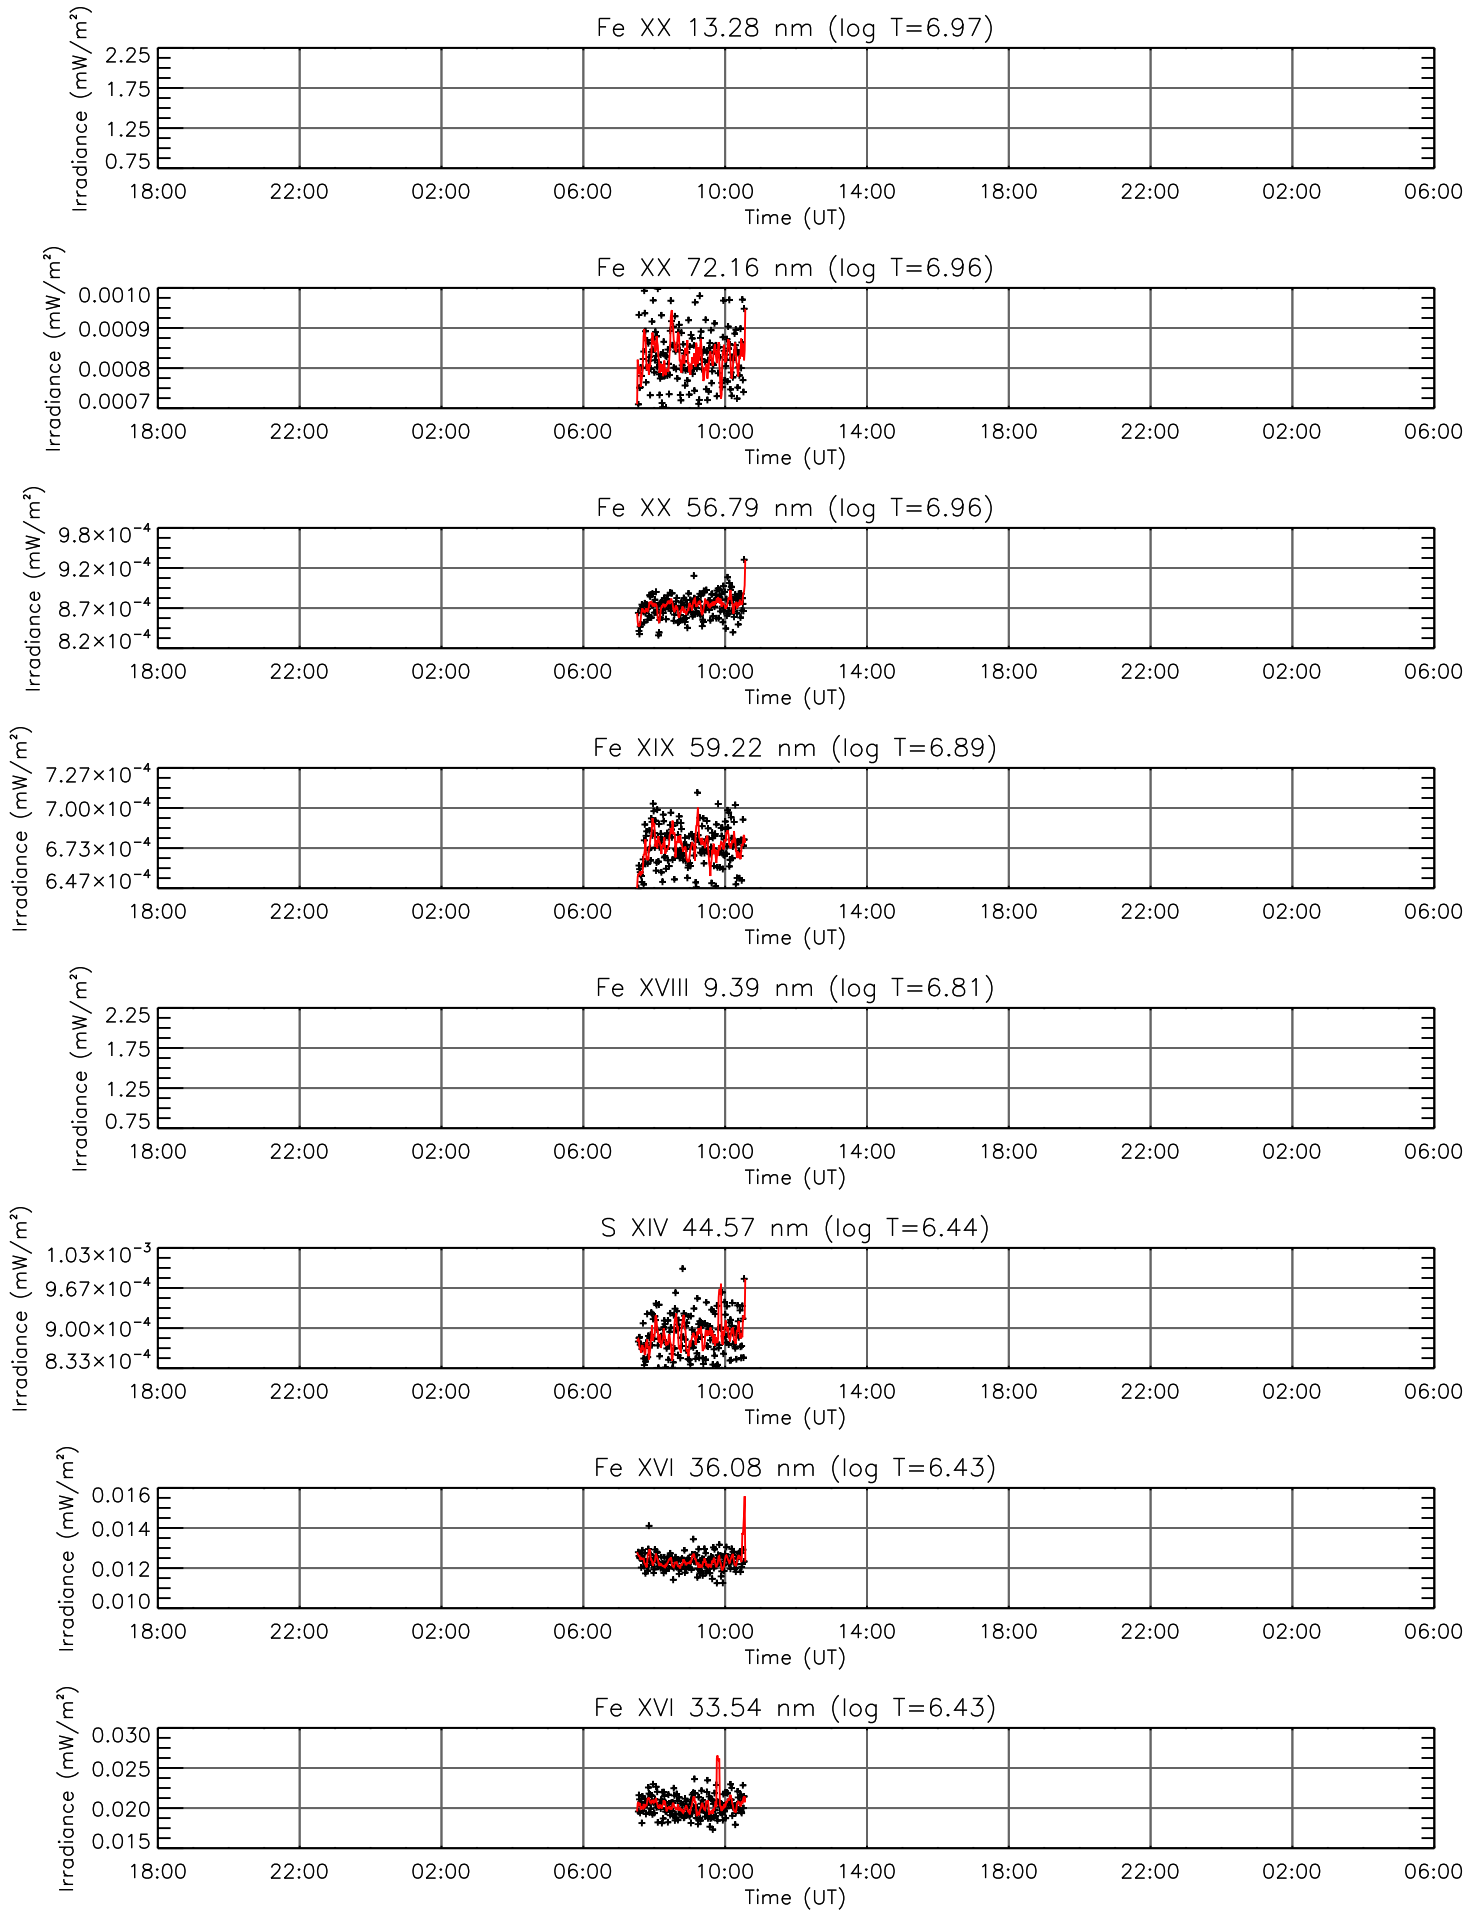 Fe XX 13.28 nm (log T=6.97)
Irradiance (mW/m²)
2.25
1.75
1.25
0.75
18:00 22:00 02:00 06:00 10:00 14:00 18:00 22:00 02:00 06:00
Time (UT)
Fe XX 72.16 nm (log T=6.96)
Irradiance (mW/m²)
0.0010
0.0009
0.0008
0.0007
18:00 22:00 02:00 06:00 10:00 14:00 18:00 22:00 02:00 06:00
Time (UT)
Fe XX 56.79 nm (log T=6.96)
Irradiance (mW/m²)
9.8×10⁻⁴
9.2×10⁻⁴
8.7×10⁻⁴
8.2×10⁻⁴
18:00 22:00 02:00 06:00 10:00 14:00 18:00 22:00 02:00 06:00
Time (UT)
Fe XIX 59.22 nm (log T=6.89)
Irradiance (mW/m²)
7.27×10⁻⁴
7.00×10⁻⁴
6.73×10⁻⁴
6.47×10⁻⁴
18:00 22:00 02:00 06:00 10:00 14:00 18:00 22:00 02:00 06:00
Time (UT)
Fe XVIII 9.39 nm (log T=6.81)
Irradiance (mW/m²)
2.25
1.75
1.25
0.75
18:00 22:00 02:00 06:00 10:00 14:00 18:00 22:00 02:00 06:00
Time (UT)
S XIV 44.57 nm (log T=6.44)
Irradiance (mW/m²)
1.03×10⁻³
9.67×10⁻⁴
9.00×10⁻⁴
8.33×10⁻⁴
18:00 22:00 02:00 06:00 10:00 14:00 18:00 22:00 02:00 06:00
Time (UT)
Fe XVI 36.08 nm (log T=6.43)
Irradiance (mW/m²)
0.016
0.014
0.012
0.010
18:00 22:00 02:00 06:00 10:00 14:00 18:00 22:00 02:00 06:00
Time (UT)
Fe XVI 33.54 nm (log T=6.43)
Irradiance (mW/m²)
0.030
0.025
0.020
0.015
18:00 22:00 02:00 06:00 10:00 14:00 18:00 22:00 02:00 06:00
Time (UT)